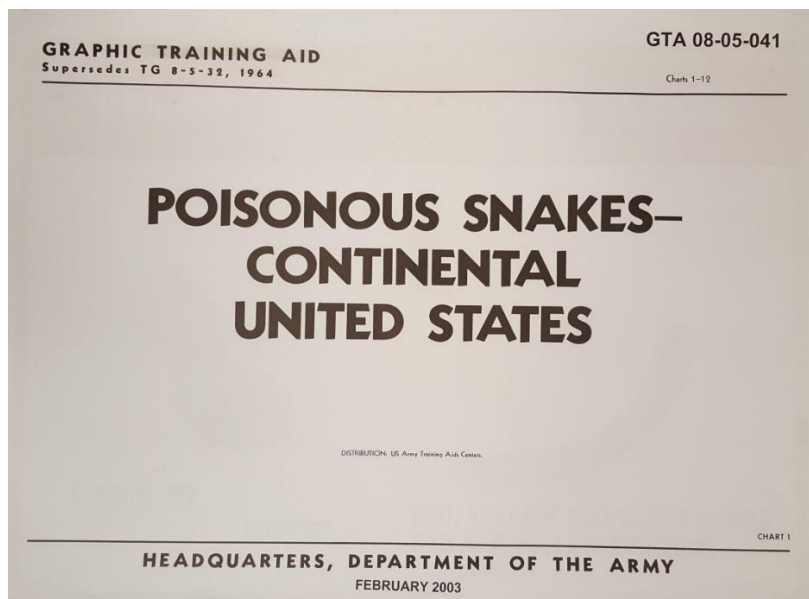 GRAPHIC TRAINING AID
Supersedes TG 8-5-32, 1964
GTA 08-05-041
Charts 1–12
POISONOUS SNAKES–
CONTINENTAL
UNITED STATES
DISTRIBUTION: US Army Training Aids Centers.
CHART 1
HEADQUARTERS, DEPARTMENT OF THE ARMY
FEBRUARY 2003